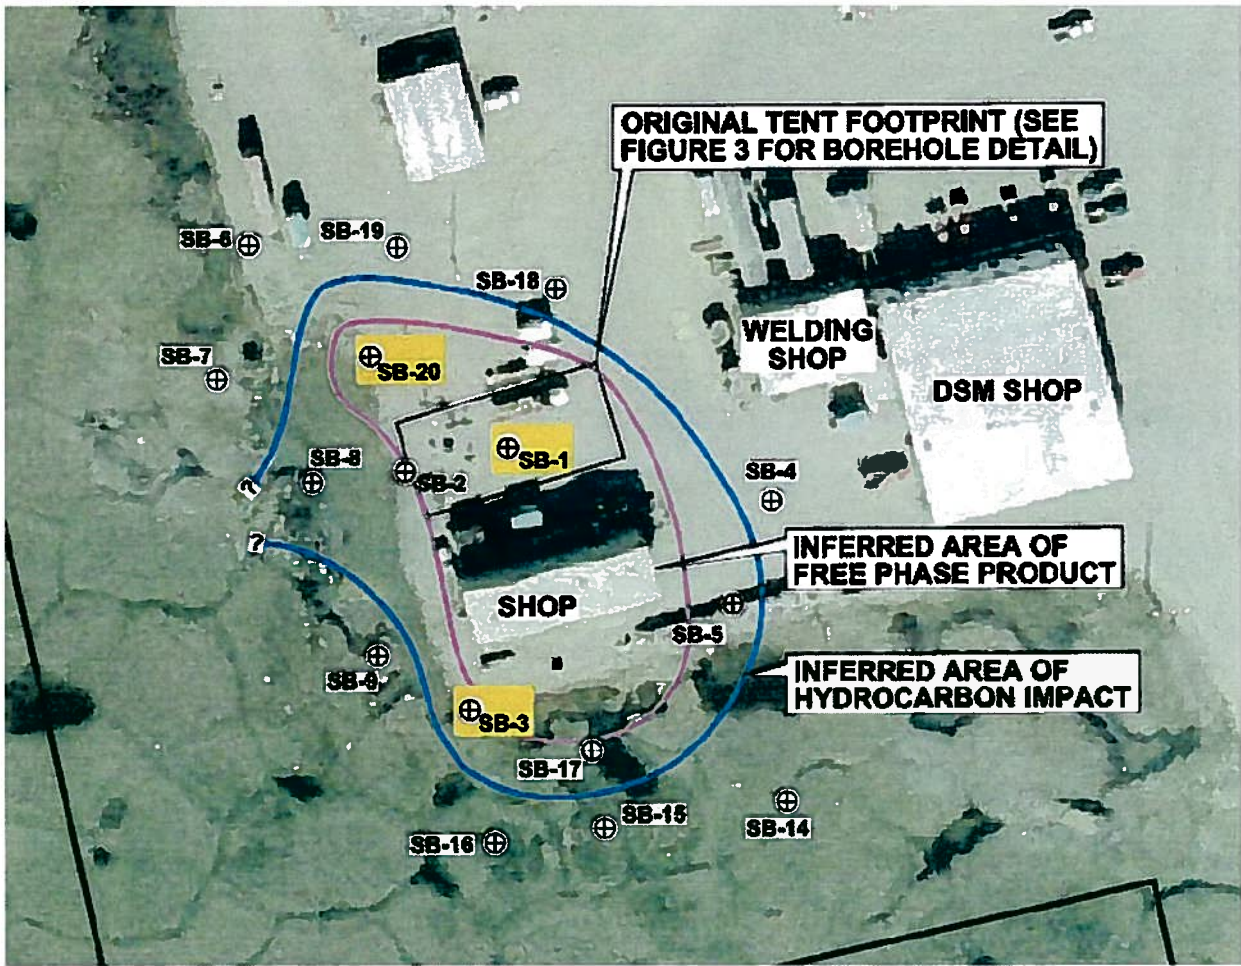 ORIGINAL TENT FOOTPRINT (SEE
FIGURE 3 FOR BOREHOLE DETAIL)
SB-6
SB-19
SB-18
WELDING
SHOP
SB-7
SB-20
DSM SHOP
SB-8
SB-1
SB-2
SB-4
?
?
INFERRED AREA OF
FREE PHASE PRODUCT
SHOP
SB-5
INFERRED AREA OF
HYDROCARBON IMPACT
SB-9
SB-3
SB-17
SB-15
SB-14
SB-16